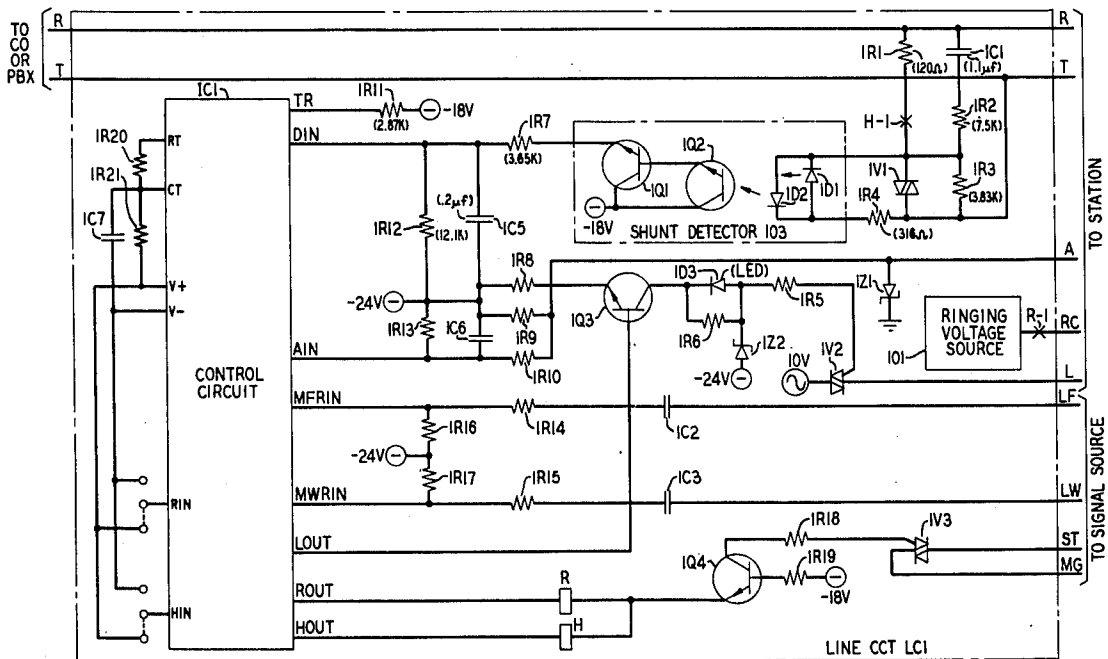 TO CO OR PBX
R
T
R
T
TO STATION
IC1
TR
IR11
(2.87K)
-18V
DIN
IR7
(3.65K)
IR20
RT
CT
IR21
IC7
V+
V-
CONTROL CIRCUIT
IR12
(12.1K)
(.2µf)
IC5
IQ1
IQ2
-18V
ID2
ID1
SHUNT DETECTOR 103
IR1
(120Ω)
IC1
(1.1µf)
H-1
IR2
(7.5K)
IV1
IR3
(3.83K)
IR4
(316Ω)
A
IR8
-24V
IR13
IC6
IR9
IR10
AIN
IQ3
ID3
(LED)
IR5
IR6
IZ2
-24V
IZ1
RINGING VOLTAGE SOURCE
101
R-1
RC
10V
IV2
L
MFRIN
IR14
IC2
LF
IR16
-24V
IR17
MWRIN
IR15
IC3
LW
TO SIGNAL SOURCE
RIN
LOUT
IR18
IV3
ST
MG
IQ4
IR19
-18V
ROUT
R
HIN
HOUT
H
LINE CCT LC1